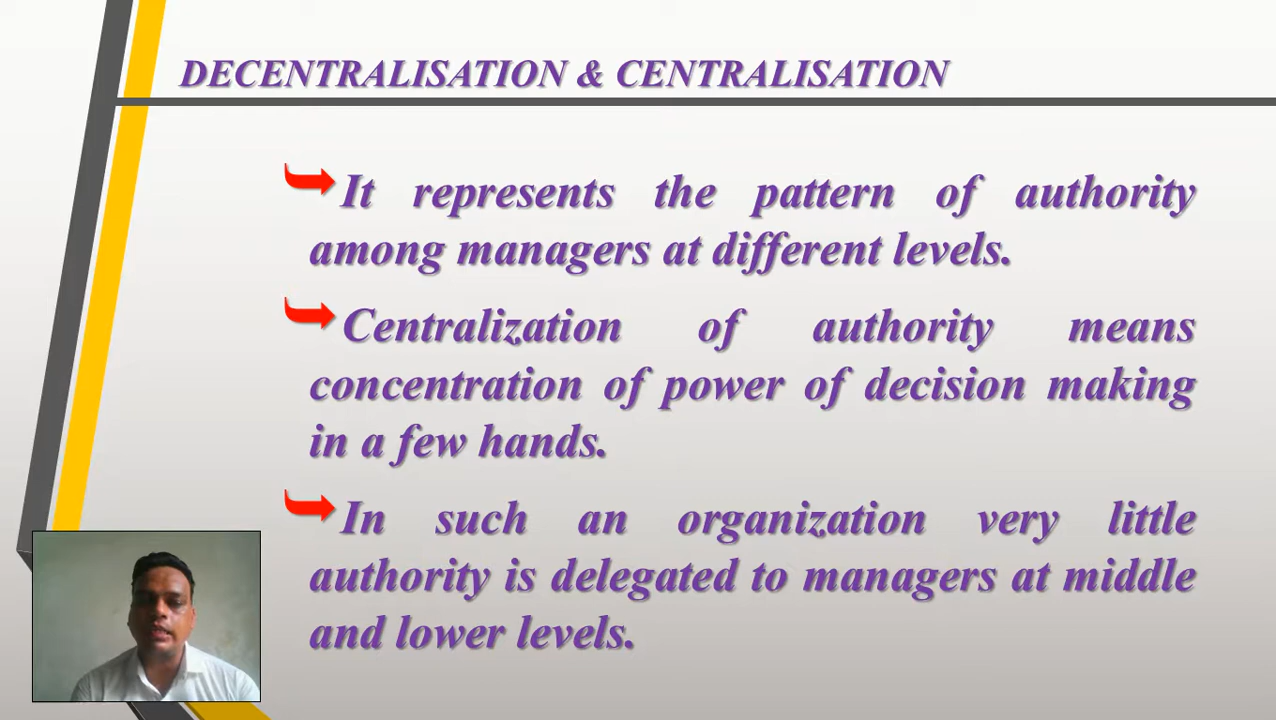 DECENTRALISATION & CENTRALISATION
It represents the pattern of authority
among managers at different levels.
Centralization of authority means
concentration of power of decision making
in a few hands.
In such an organization very little
authority is delegated to managers at middle
and lower levels.